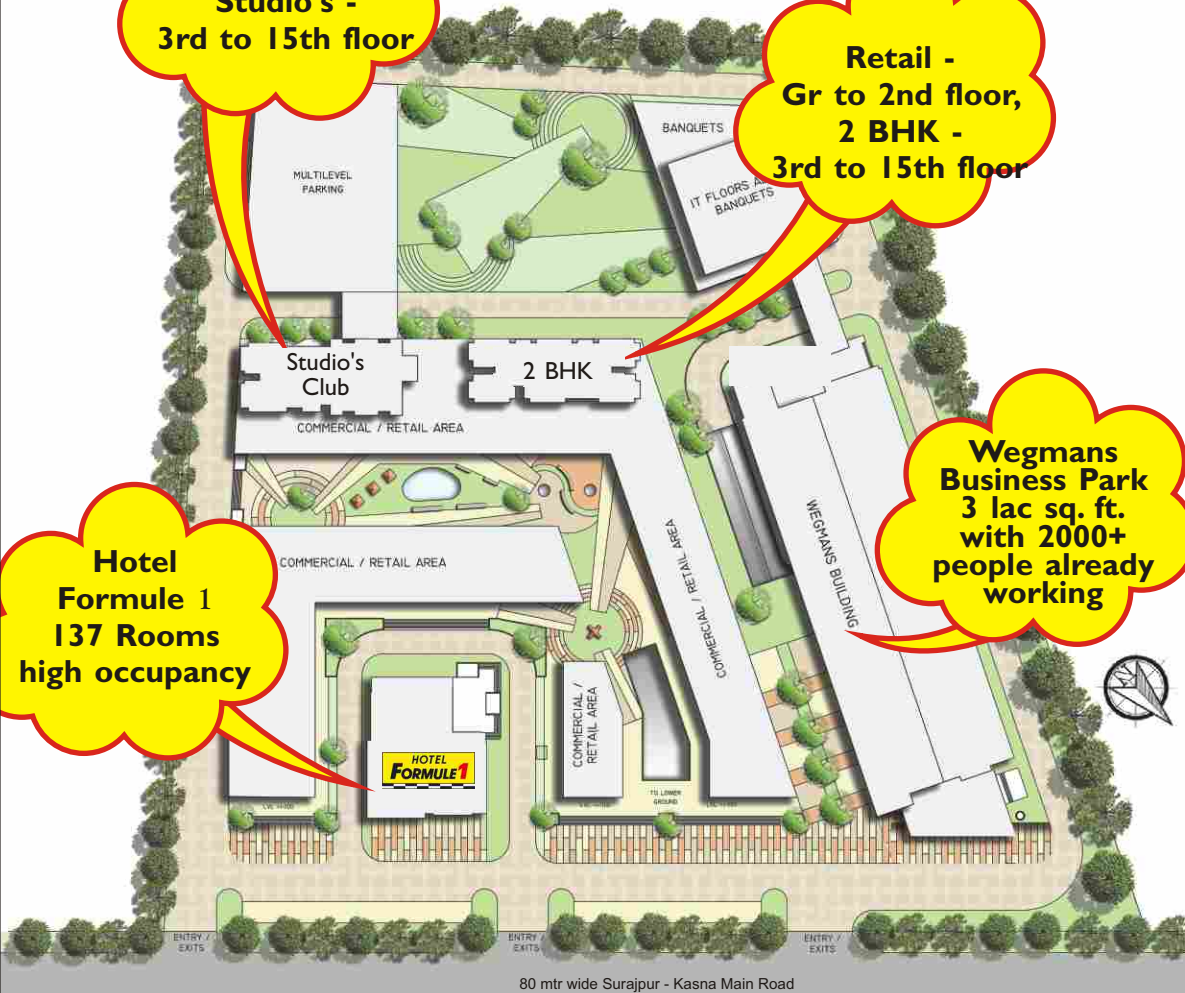 Studio's -
3rd to 15th floor
Retail -
Gr to 2nd floor,
2 BHK -
3rd to 15th floor
BANQUETS
MULTILEVEL
PARKING
IT FLOORS
BANQUETS
Studio's
Club
2 BHK
COMMERCIAL / RETAIL AREA
Wegmans
Business Park
3 lac sq. ft.
with 2000+
people already
working
WEGMANS BUILDING
COMMERCIAL / RETAIL AREA
COMMERCIAL / RETAIL AREA
Hotel
Formule 1
137 Rooms
high occupancy
COMMERCIAL /
RETAIL AREA
HOTEL
FORMULE1
TO LOWER
GROUND
ENTRY /
EXITS
ENTRY /
EXITS
ENTRY /
EXITS
80 mtr wide Surajpur - Kasna Main Road